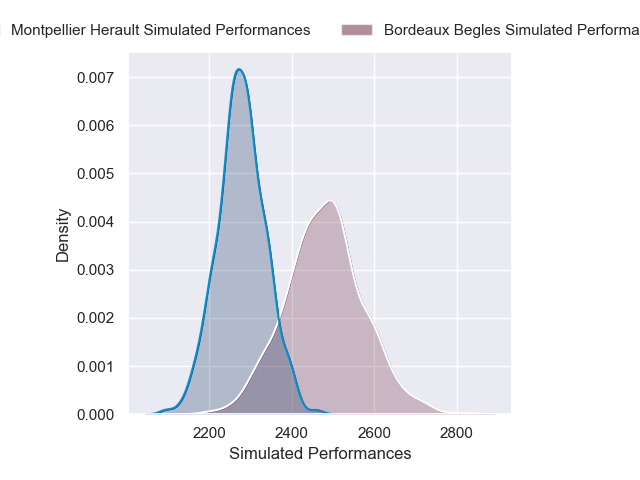 Montpellier Herault Simulated Performances
Bordeaux Begles Simulated Performa
0.007
0.006
0.005
0.004
0.003
0.002
0.001
0.000
Density
2200 2400 2600 2800
Simulated Performances